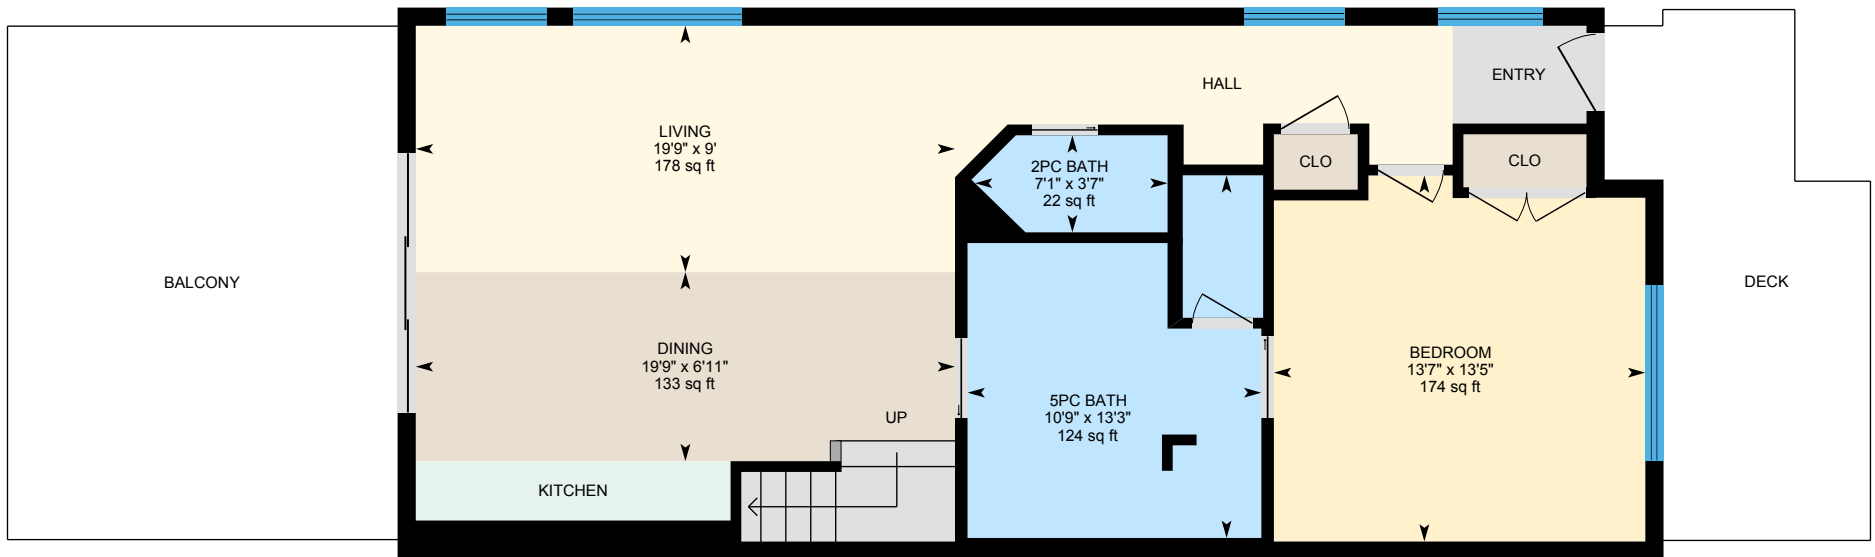 HALL
ENTRY
LIVING
19'9" x 9'
178 sq ft
2PC BATH
7'1" x 3'7"
22 sq ft
CLO
CLO
BALCONY
DECK
DINING
19'9" x 6'11"
133 sq ft
BEDROOM
13'7" x 13'5"
174 sq ft
5PC BATH
10'9" x 13'3"
124 sq ft
UP
KITCHEN